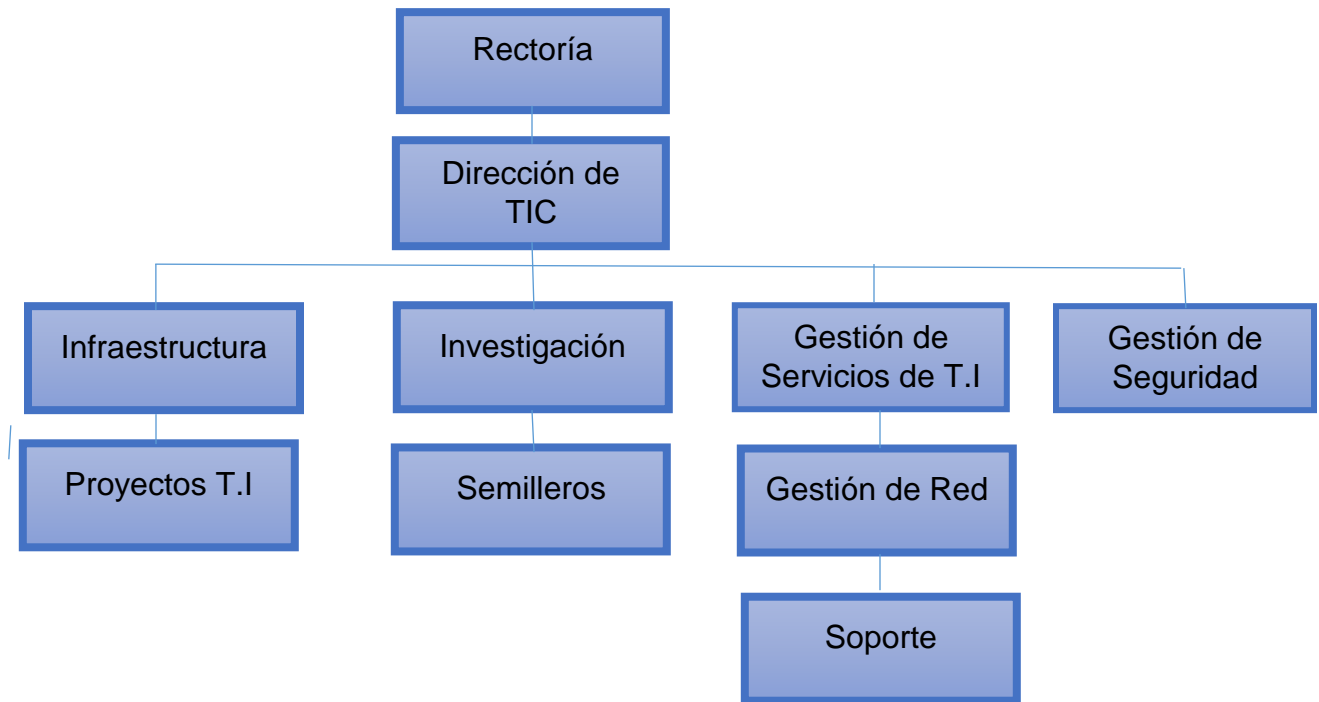 Rectoría
Dirección de
TIC
Infraestructura
Investigación
Gestión de
Servicios de T.I
Gestión de
Seguridad
Proyectos T.I
Semilleros
Gestión de Red
Soporte